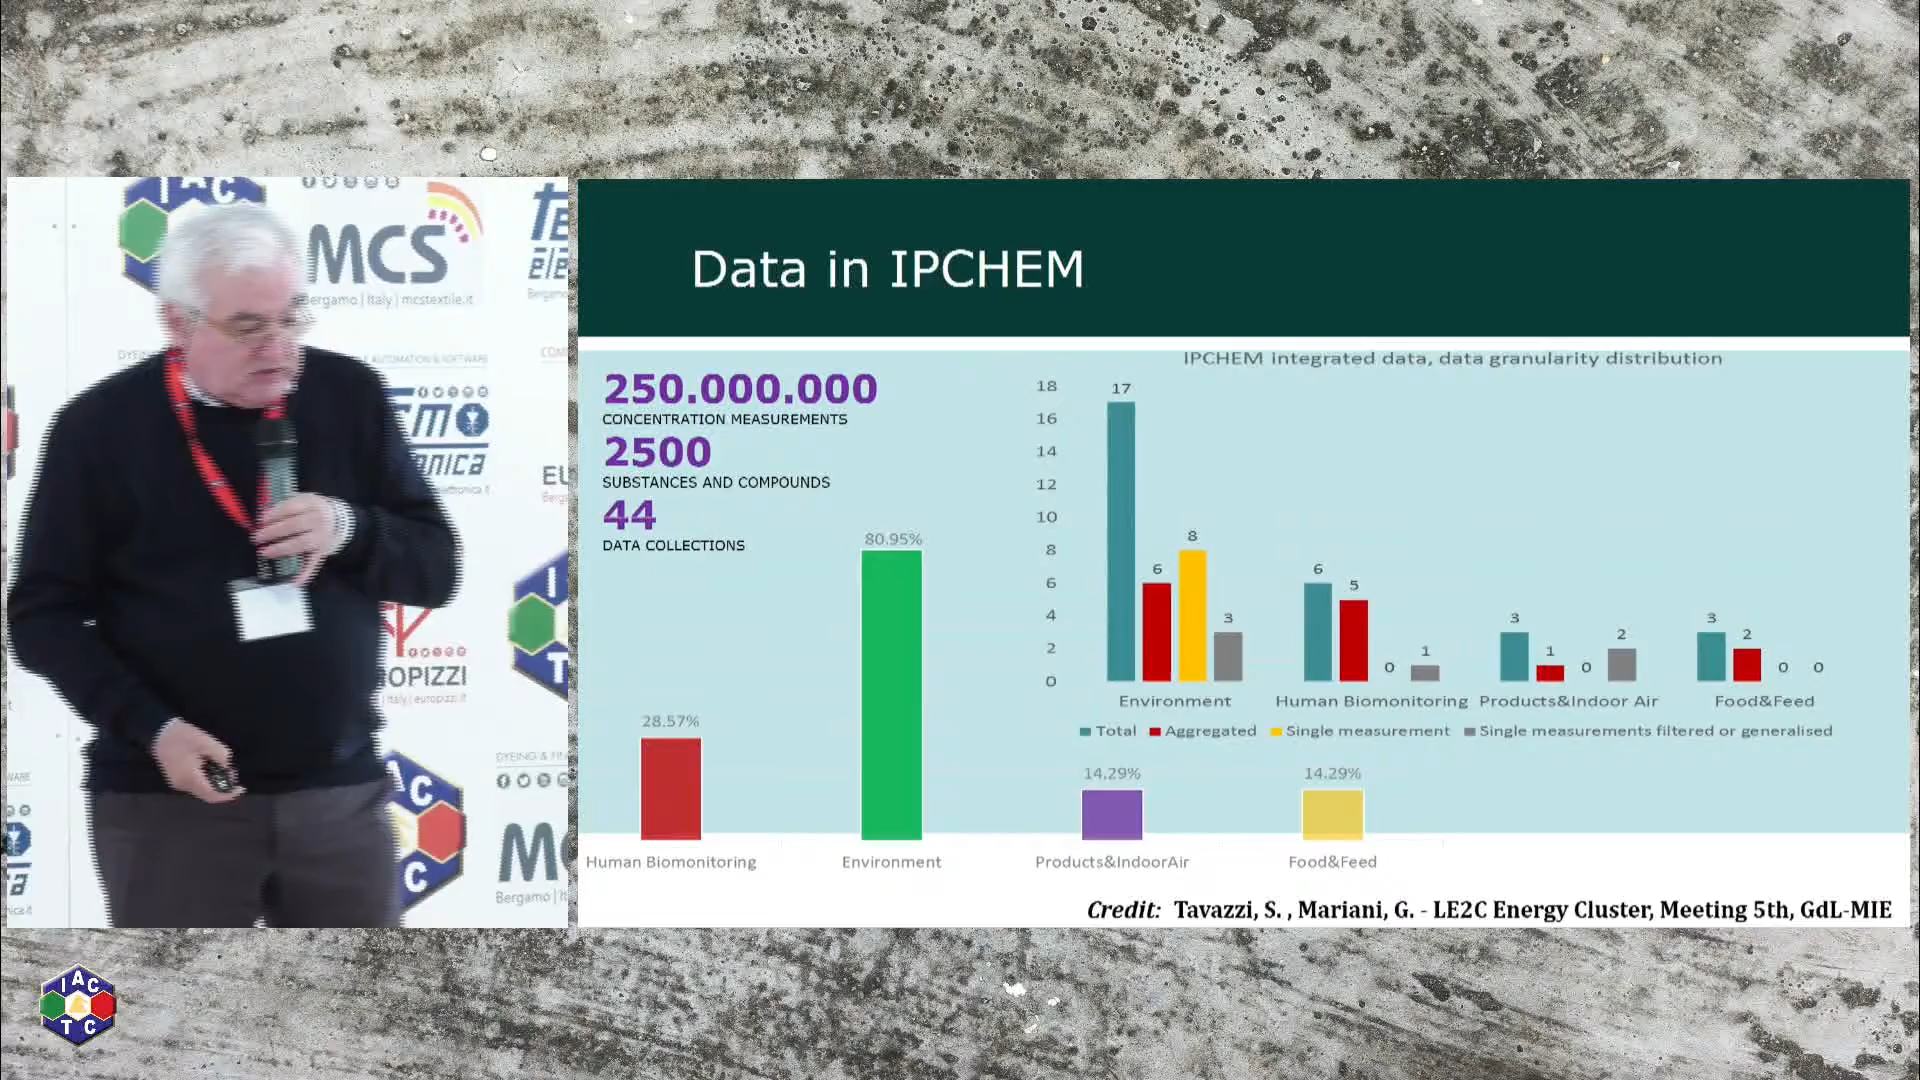 I A C
MCS
Bergamo | Italy | mcstextile.it
OPIZZI
Italy | europizzi.it
DYEING & FIN
Data in IPCHEM
250.000.000
CONCENTRATION MEASUREMENTS
2500
SUBSTANCES AND COMPOUNDS
44
DATA COLLECTIONS
28.57%
80.95%
14.29%
14.29%
Human Biomonitoring
Environment
Products&IndoorAir
Food&Feed
IPCHEM integrated data, data granularity distribution
18
16
14
12
10
8
6
4
2
0
17
6
8
3
6
5
0
1
3
1
0
2
3
2
0
0
Environment
Human Biomonitoring
Products&Indoor Air
Food&Feed
Total
Aggregated
Single measurement
Single measurements filtered or generalised
Credit: Tavazzi, S. , Mariani, G. - LE2C Energy Cluster, Meeting 5th, GdL-MIE
I A C
T C